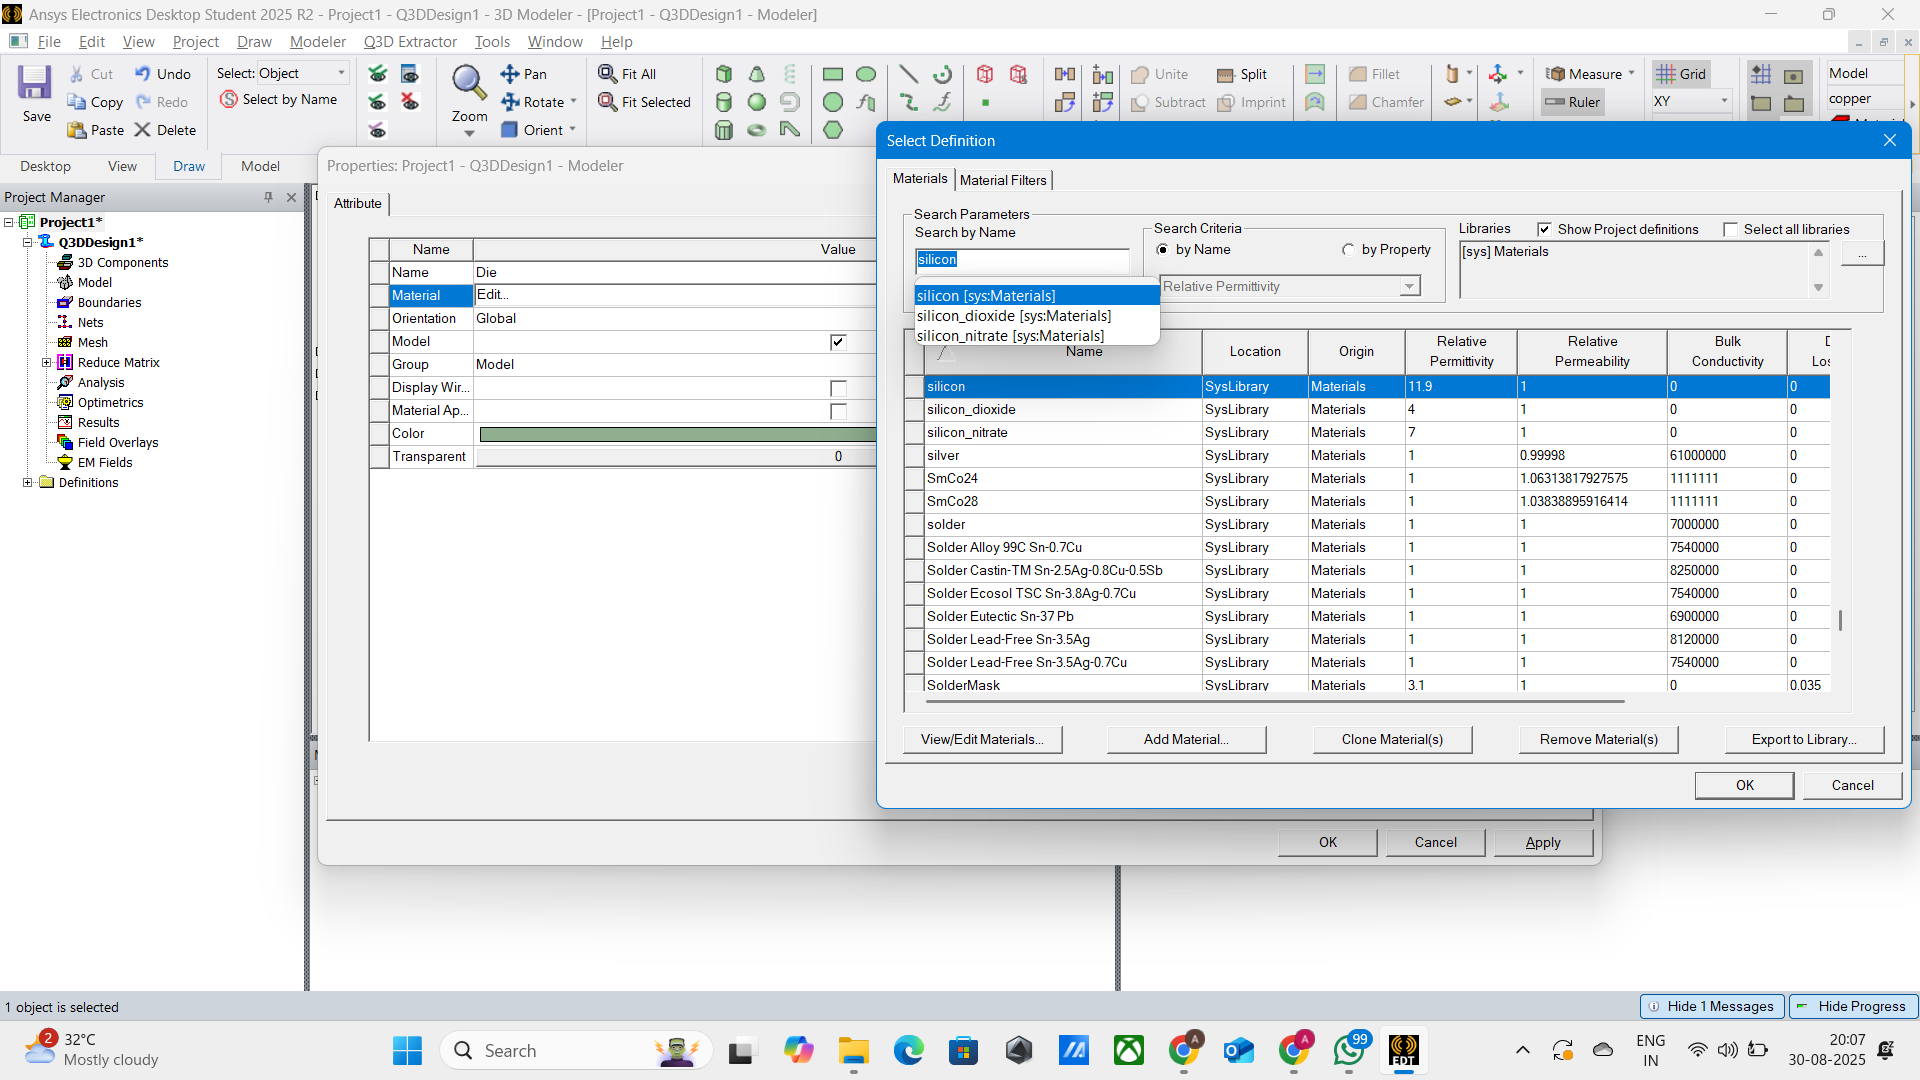 Ansys Electronics Desktop Student 2025 R2 - Project1 - Q3DDesign1 - 3D Modeler - [Project1 - Q3DDesign1 - Modeler]
File Edit View Project Draw Modeler Q3D Extractor Tools Window Help
Save
Cut
Copy
Paste
Undo
Redo
Delete
Select: Object
Select by Name
Zoom
Pan
Rotate
Orient
Fit All
Fit Selected
Unite
Subtract
Split
Imprint
Fillet
Chamfer
Measure
Ruler
Grid
XY
Model
copper
Desktop View Draw Model
Project Manager
Project1*
Q3DDesign1*
3D Components
Model
Boundaries
Nets
Mesh
Reduce Matrix
Analysis
Optimetrics
Results
Field Overlays
EM Fields
Definitions
Properties: Project1 - Q3DDesign1 - Modeler
Attribute
Name Value
Name Die
Material Edit...
Orientation Global
Model
Group Model
Display Wir...
Material Ap...
Color
Transparent 0
OK Cancel Apply
Select Definition
Materials Material Filters
Search Parameters
Search by Name
silicon
silicon [sys:Materials]
silicon_dioxide [sys:Materials]
silicon_nitrate [sys:Materials]
Search Criteria
by Name by Property
Relative Permittivity
Libraries Show Project definitions Select all libraries
[sys] Materials
...
Name Location Origin Relative Permittivity Relative Permeability Bulk Conductivity
silicon SysLibrary Materials 11.9 1 0 0
silicon_dioxide SysLibrary Materials 4 1 0 0
silicon_nitrate SysLibrary Materials 7 1 0 0
silver SysLibrary Materials 1 0.99998 61000000 0
SmCo24 SysLibrary Materials 1 1.06313817927575 1111111 0
SmCo28 SysLibrary Materials 1 1.03838895916414 1111111 0
solder SysLibrary Materials 1 1 7000000 0
Solder Alloy 99C Sn-0.7Cu SysLibrary Materials 1 1 7540000 0
Solder Castin-TM Sn-2.5Ag-0.8Cu-0.5Sb SysLibrary Materials 1 1 8250000 0
Solder Ecosol TSC Sn-3.8Ag-0.7Cu SysLibrary Materials 1 1 7540000 0
Solder Eutectic Sn-37 Pb SysLibrary Materials 1 1 6900000 0
Solder Lead-Free Sn-3.5Ag SysLibrary Materials 1 1 8120000 0
Solder Lead-Free Sn-3.5Ag-0.7Cu SysLibrary Materials 1 1 7540000 0
SolderMask SysLibrary Materials 3.1 1 0 0.035
View/Edit Materials... Add Material... Clone Material(s) Remove Material(s) Export to Library...
OK Cancel
1 object is selected
Hide 1 Messages Hide Progress
2
32°C
Mostly cloudy
Search
A
A
99
EDT
ENG
IN
20:07
30-08-2025